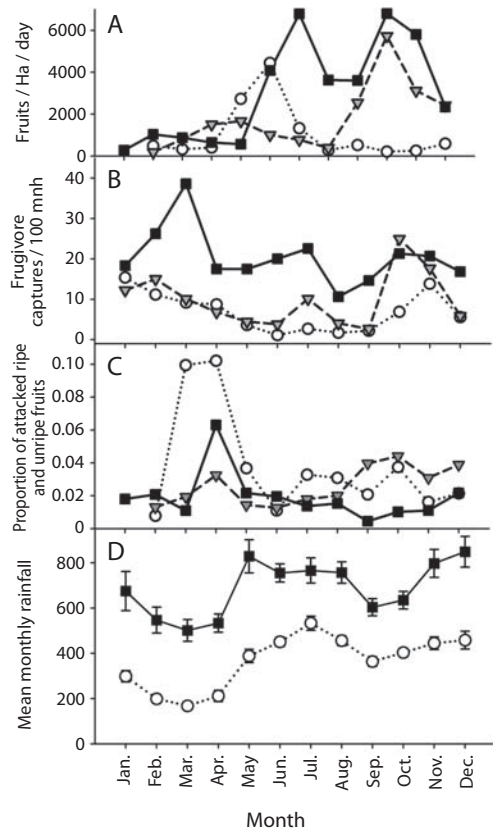 A
Fruits / Ha / day
6000
4000
2000
0
B
Frugivore
captures / 100 mnh
40
30
20
10
0
C
Proportion of attacked ripe
and unripe fruits
0.10
0.08
0.06
0.04
0.02
0
D
Mean monthly rainfall
800
600
400
200
0
Jan.
Feb.
Mar.
Apr.
May
Jun.
Jul.
Aug.
Sep.
Oct.
Nov.
Dec.
Month